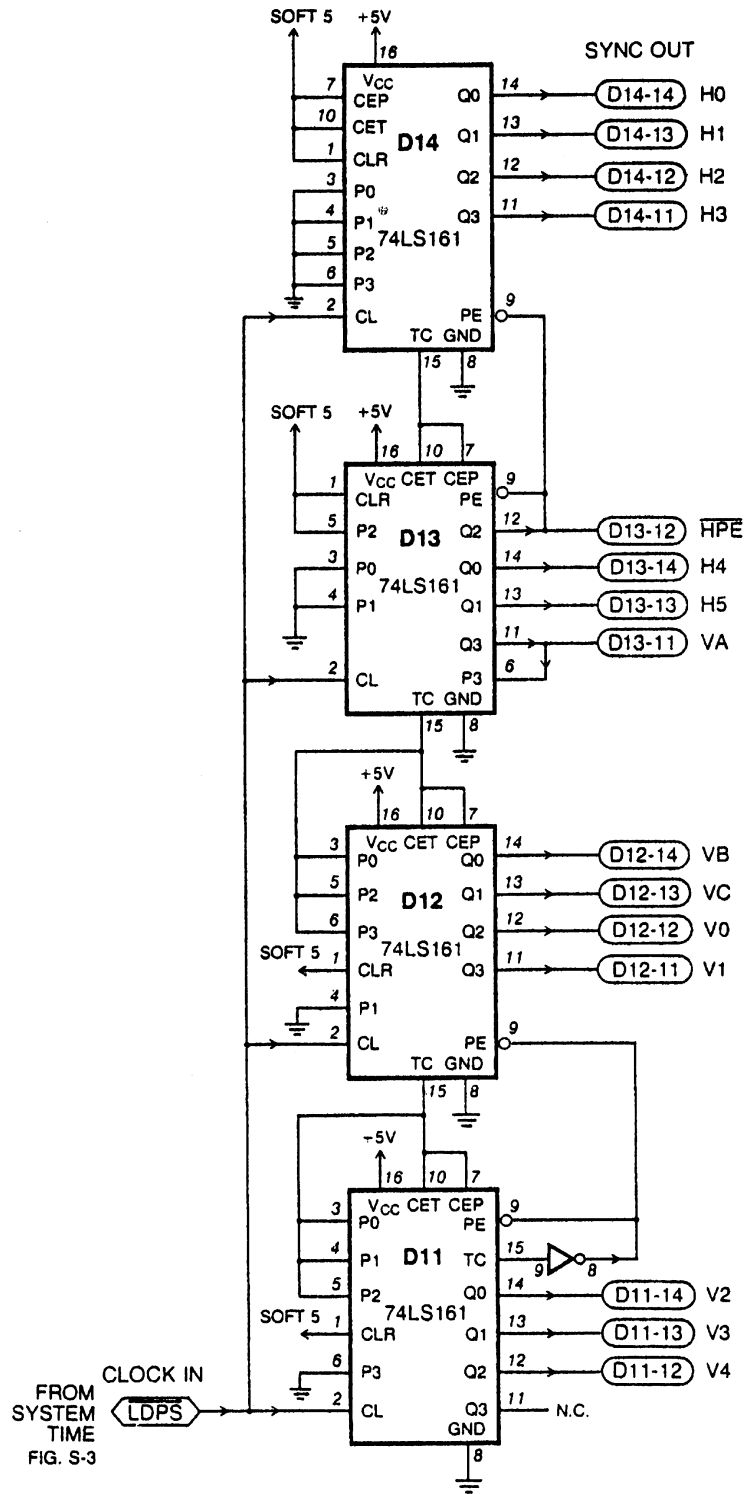 SOFT 5 +5V
16
SYNC OUT
VCC
7 CEP Q0 14 D14-14 H0
10 CET D14 Q1 13 D14-13 H1
1 CLR
3 P0 Q2 12 D14-12 H2
4 P1 Q3 11 D14-11 H3
74LS161
5 P2
6 P3
2 CL PE 9
TC GND
15 8
SOFT 5 +5V
16 10 7
VCC CET CEP
1 CLR PE 9
5 P2 D13 Q2 12 D13-12 HPE
3 P0 Q0 14 D13-14 H4
74LS161
4 P1 Q1 13 D13-13 H5
Q3 11 D13-11 VA
2 CL P3 6
TC GND
15 8
+5V
16 10 7
VCC CET CEP
3 P0 Q0 14 D12-14 VB
5 P2 D12 Q1 13 D12-13 VC
6 P3 Q2 12 D12-12 V0
74LS161
SOFT 5 1 CLR Q3 11 D12-11 V1
4 P1
2 CL PE 9
TC GND
15 8
+5V
16 10 7
VCC CET CEP
3 P0 PE 9
4 P1 D11 TC 15 9 8
5 P2 Q0 14 D11-14 V2
74LS161
SOFT 5 1 CLR Q1 13 D11-13 V3
6 P3 Q2 12 D11-12 V4
CLOCK IN
FROM SYSTEM TIME
FIG. S-3
LDPS 2 CL Q3 11 N.C.
GND
8